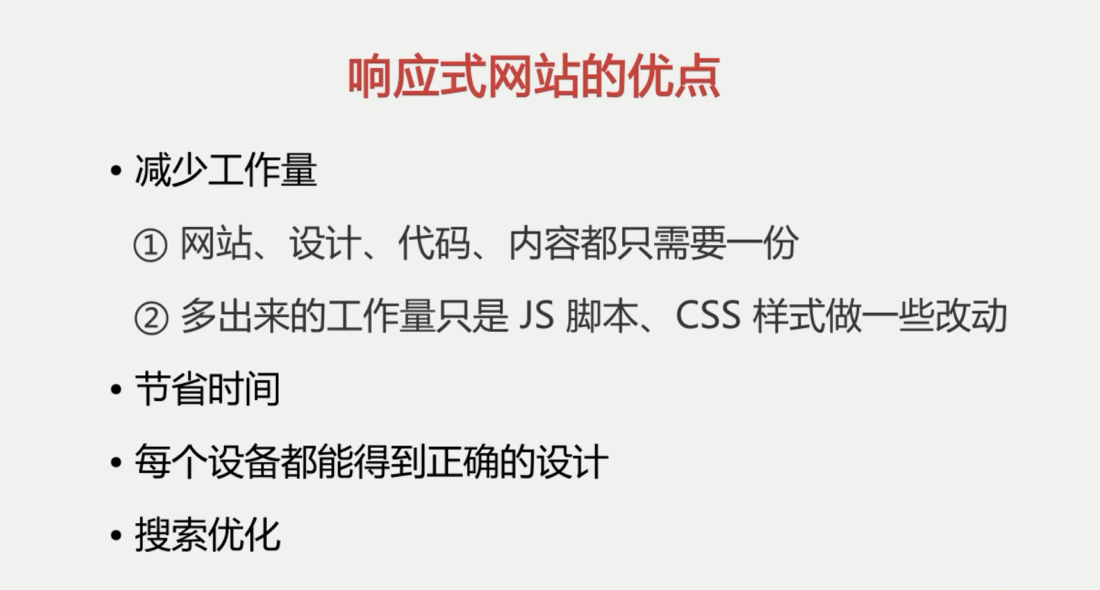 响应式网站的优点
• 减少工作量
① 网站、设计、代码、内容都只需要一份
② 多出来的工作量只是 JS 脚本、CSS 样式做一些改动
• 节省时间
• 每个设备都能得到正确的设计
• 搜索优化